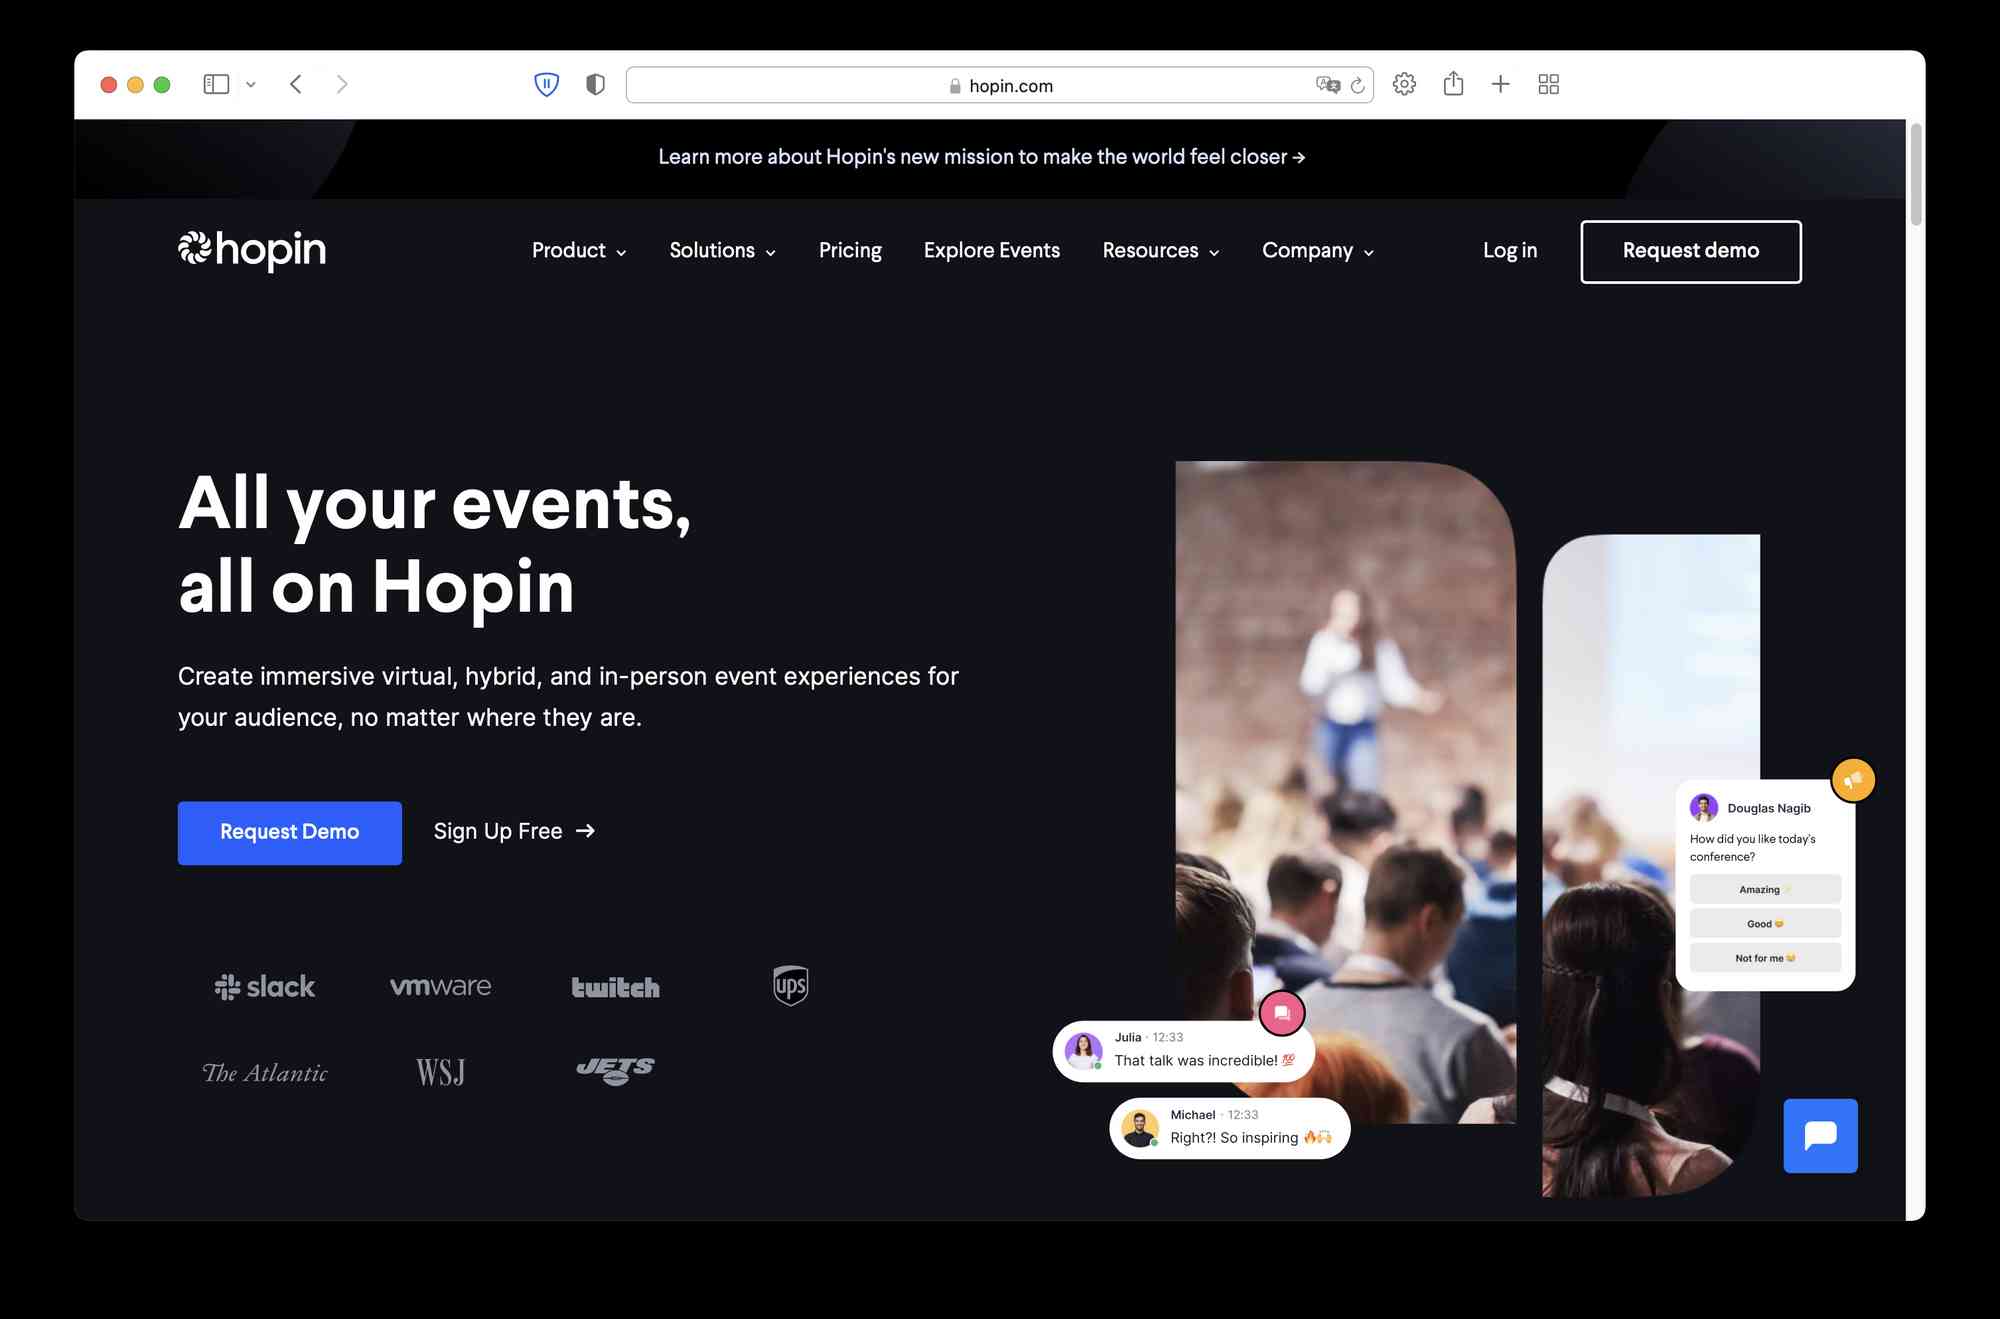 hopin.com
Learn more about Hopin's new mission to make the world feel closer →
hopin
Product
Solutions
Pricing
Explore Events
Resources
Company
Log in
Request demo
All your events,
all on Hopin
Create immersive virtual, hybrid, and in-person event experiences for
your audience, no matter where they are.
Request Demo
Sign Up Free →
slack
vmware
twitch
ups
The Atlantic
WSJ
JETS
Douglas Nagib
How did you like today's
conference?
Amazing ✨
Good 😊
Not for me 😅
Julia · 12:33
That talk was incredible! 💯
Michael · 12:33
Right?! So inspiring 🔥🙌